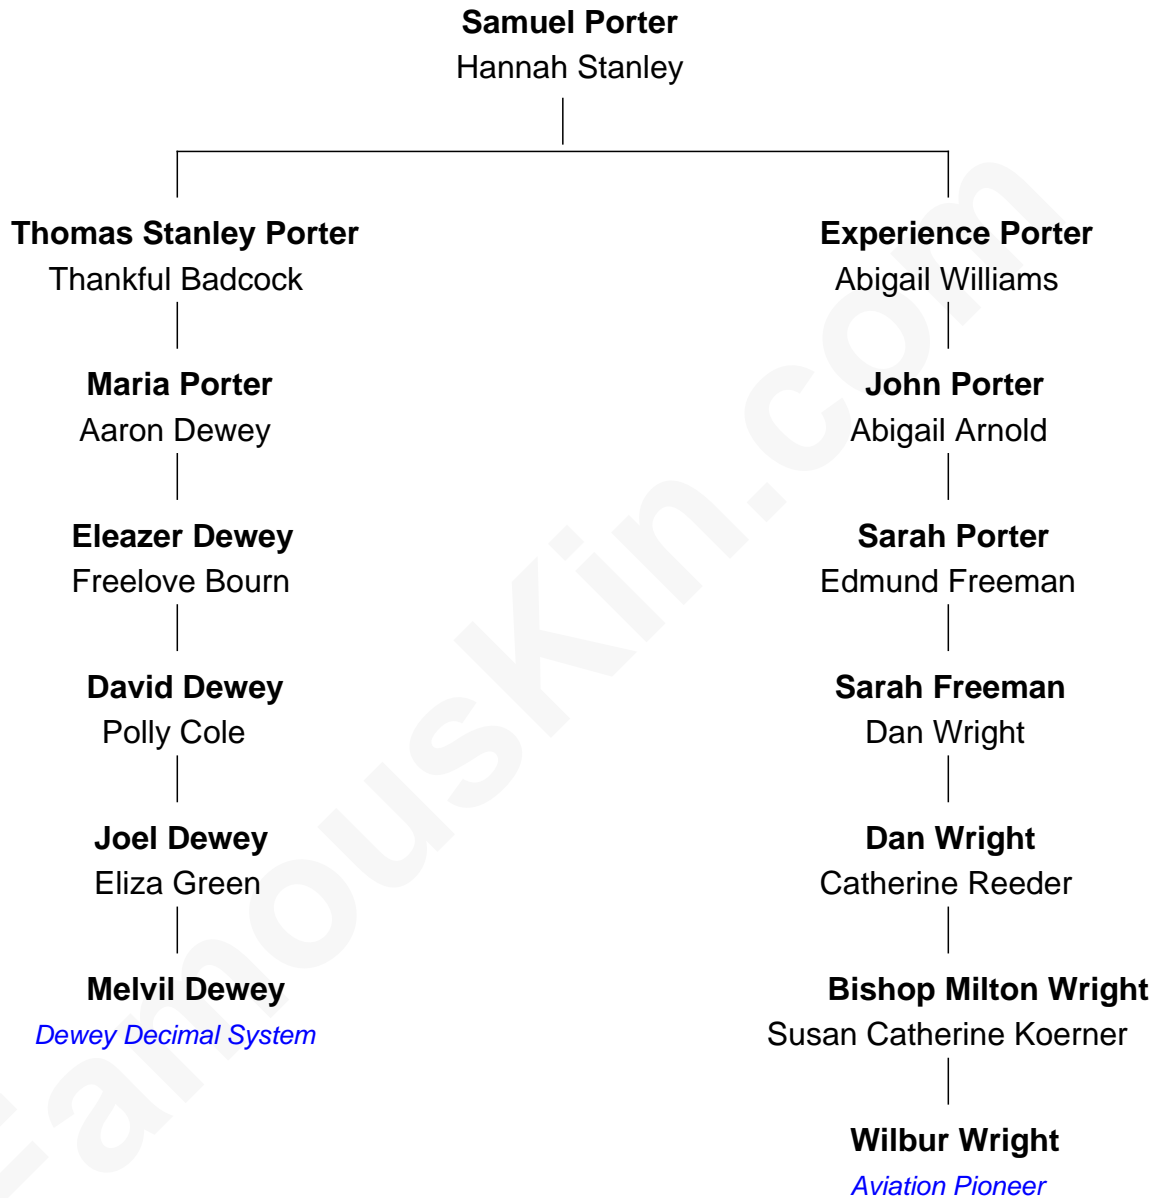 Samuel Porter
Hannah Stanley
Thomas Stanley Porter
Thankful Badcock
Experience Porter
Abigail Williams
Maria Porter
Aaron Dewey
John Porter
Abigail Arnold
Eleazer Dewey
Freelove Bourn
Sarah Porter
Edmund Freeman
David Dewey
Polly Cole
Sarah Freeman
Dan Wright
Joel Dewey
Eliza Green
Dan Wright
Catherine Reeder
Melvil Dewey
Dewey Decimal System
Bishop Milton Wright
Susan Catherine Koerner
Wilbur Wright
Aviation Pioneer
FamousKin.com